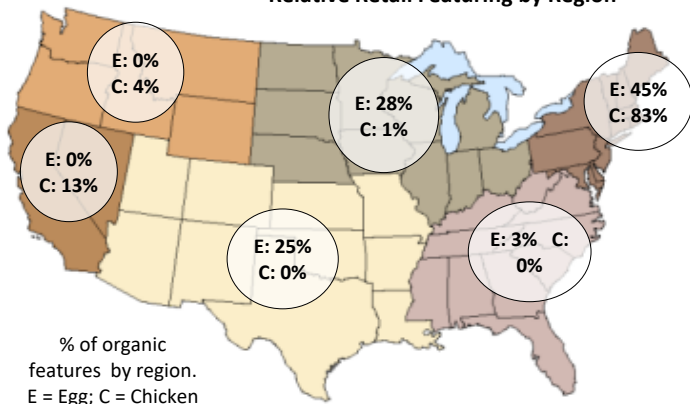 Relative Retail Featuring by Region
E: 0%
C: 4%
E: 28%
C: 1%
E: 45%
C: 83%
E: 0%
C: 13%
E: 25%
C: 0%
E: 3% C:
0%
% of organic
features by region.
E = Egg; C = Chicken